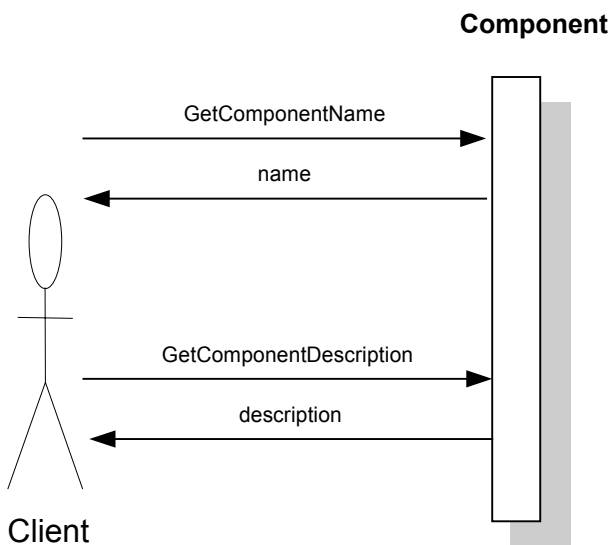 Component
GetComponentName
name
GetComponentDescription
description
Client